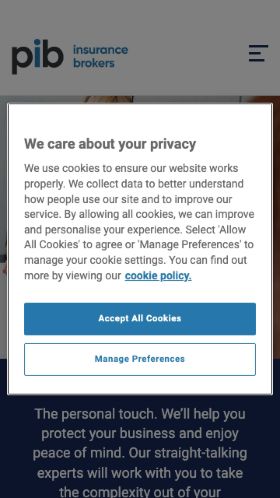 pib insurance
brokers
We care about your privacy
We use cookies to ensure our website works
properly. We collect data to better understand
how people use our site and to improve our
service. By allowing all cookies, we can improve
and personalise your experience. Select 'Allow
All Cookies' to agree or 'Manage Preferences' to
manage your cookie settings. You can find out
more by viewing our cookie policy.
Accept All Cookies
Manage Preferences
The personal touch. We'll help you
protect your business and enjoy
peace of mind. Our straight-talking
experts will work with you to take
the complexity out of your